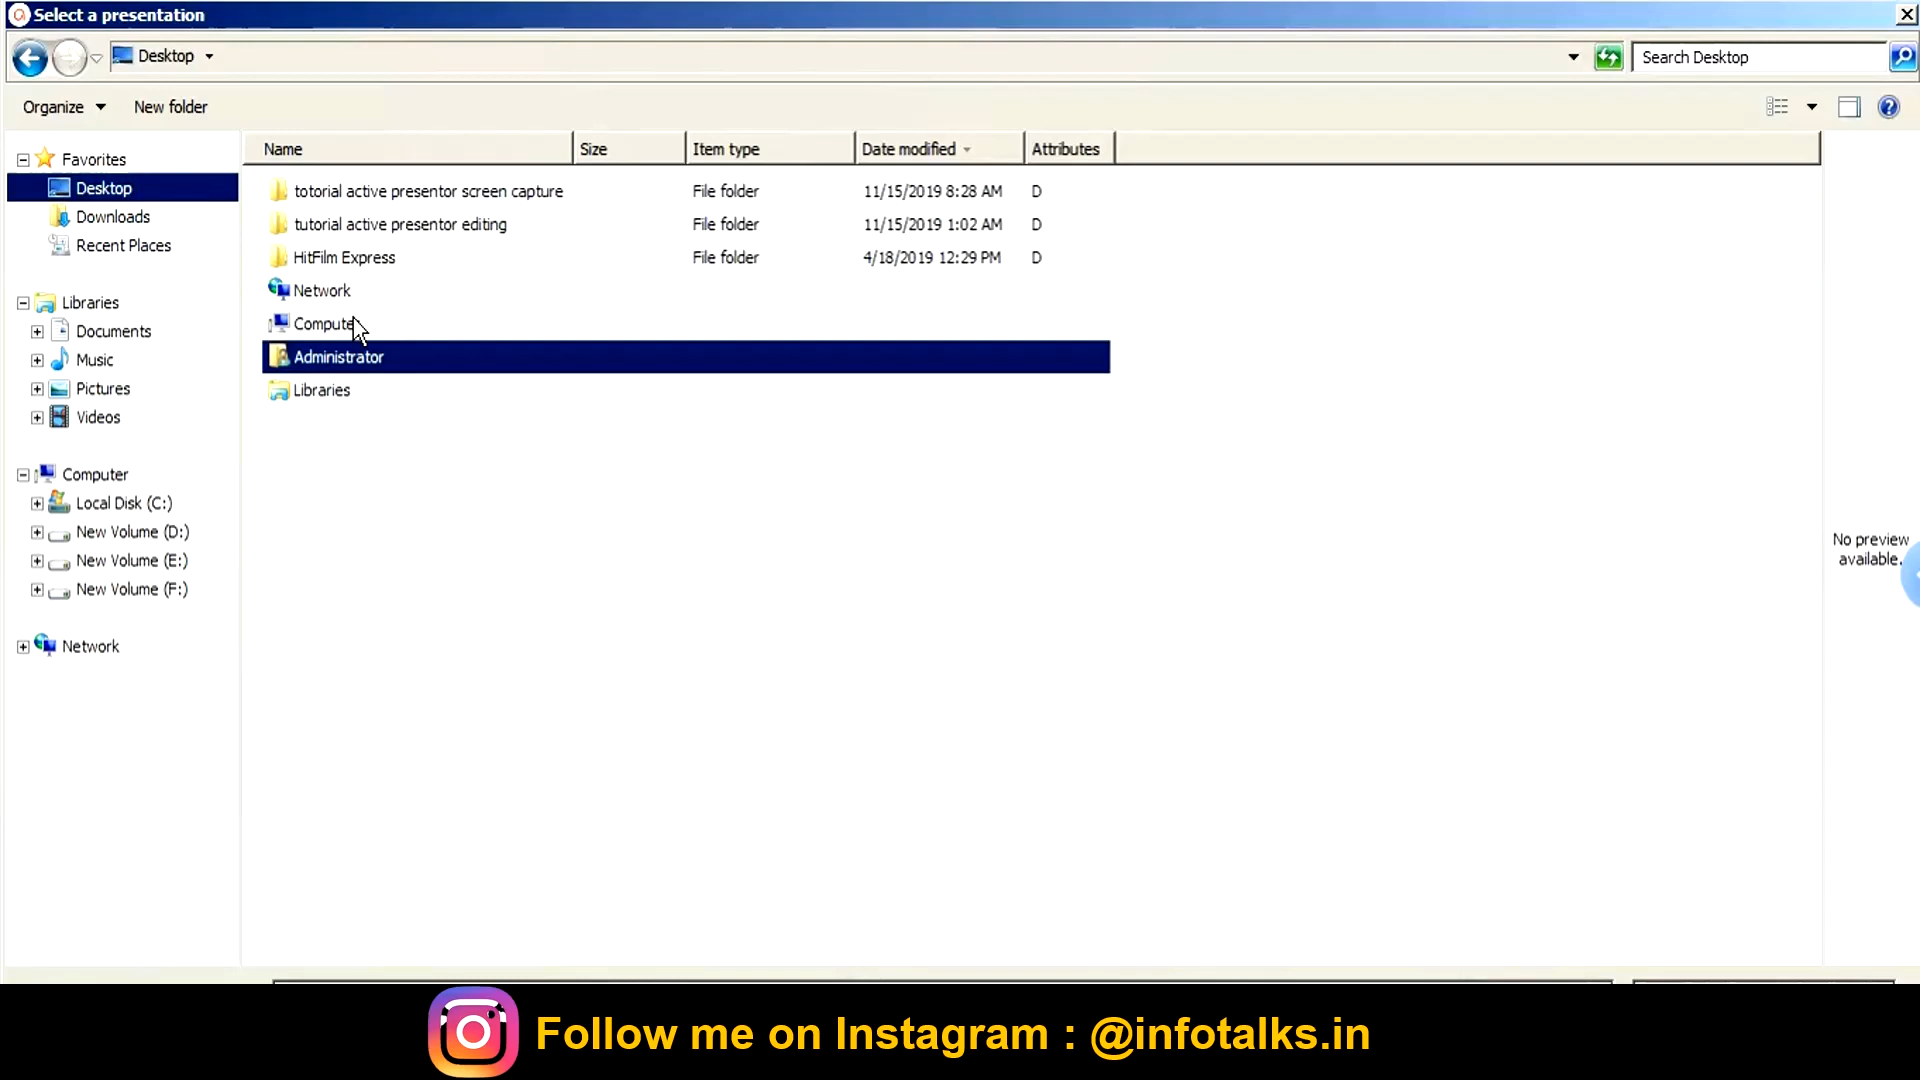 Select a presentation
Desktop
Search Desktop
Organize
New folder
Name Size Item type Date modified Attributes
Favorites
Desktop
Downloads
Recent Places
Libraries
Documents
Music
Pictures
Videos
Computer
Local Disk (C:)
New Volume (D:)
New Volume (E:)
New Volume (F:)
Network
totorial active presentor screen capture File folder 11/15/2019 8:28 AM D
tutorial active presentor editing File folder 11/15/2019 1:02 AM D
HitFilm Express File folder 4/18/2019 12:29 PM D
Network
Computer
Administrator
Libraries
No preview
available.
Follow me on Instagram : @infotalks.in